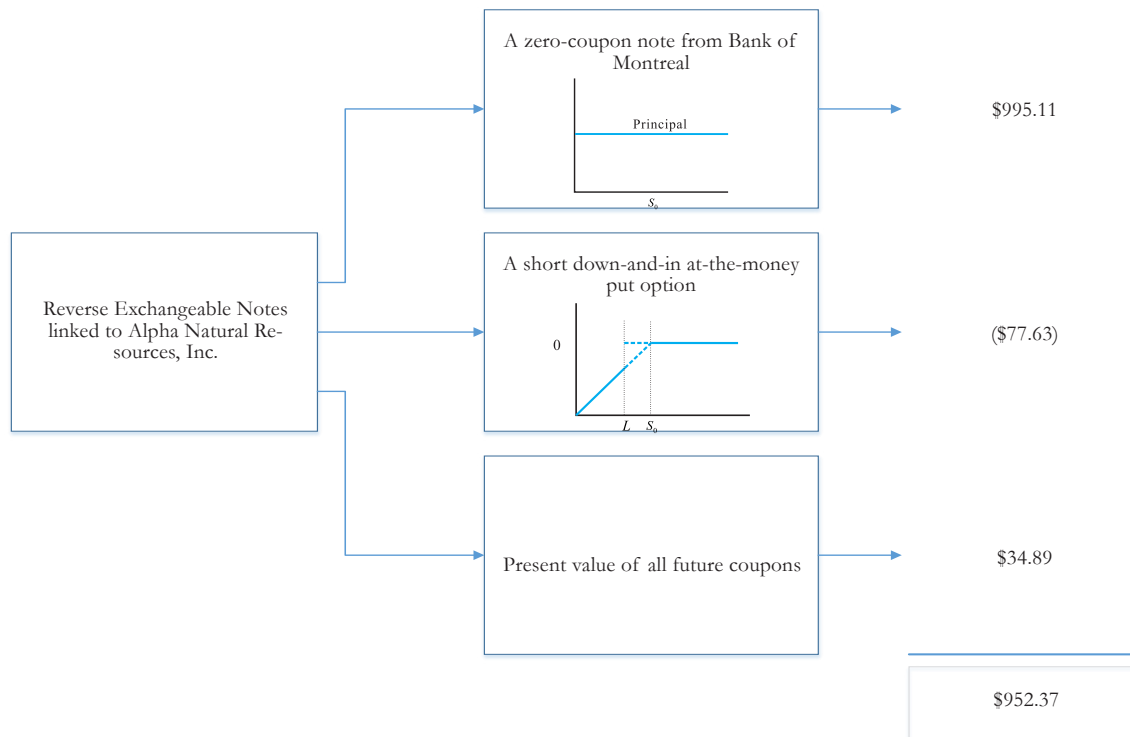 A zero-coupon note from Bank of
Montreal
Principal
S₀
$995.11
Reverse Exchangeable Notes
linked to Alpha Natural Re-
sources, Inc.
A short down-and-in at-the-money
put option
0
L S₀
($77.63)
Present value of all future coupons
$34.89
$952.37